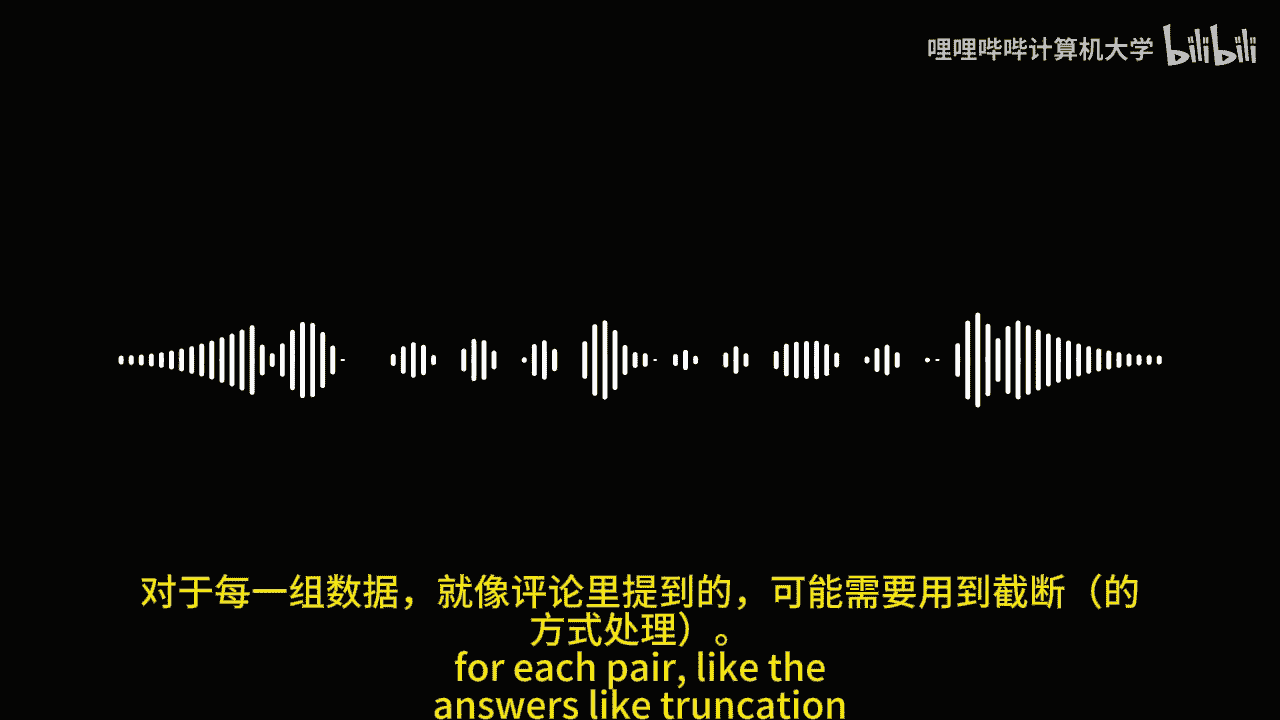 哩哩哔哔计算机大学 bilibili
对于每一组数据，就像评论里提到的，可能需要用到截断（的
方式处理）。
for each pair, like the
answers like truncation